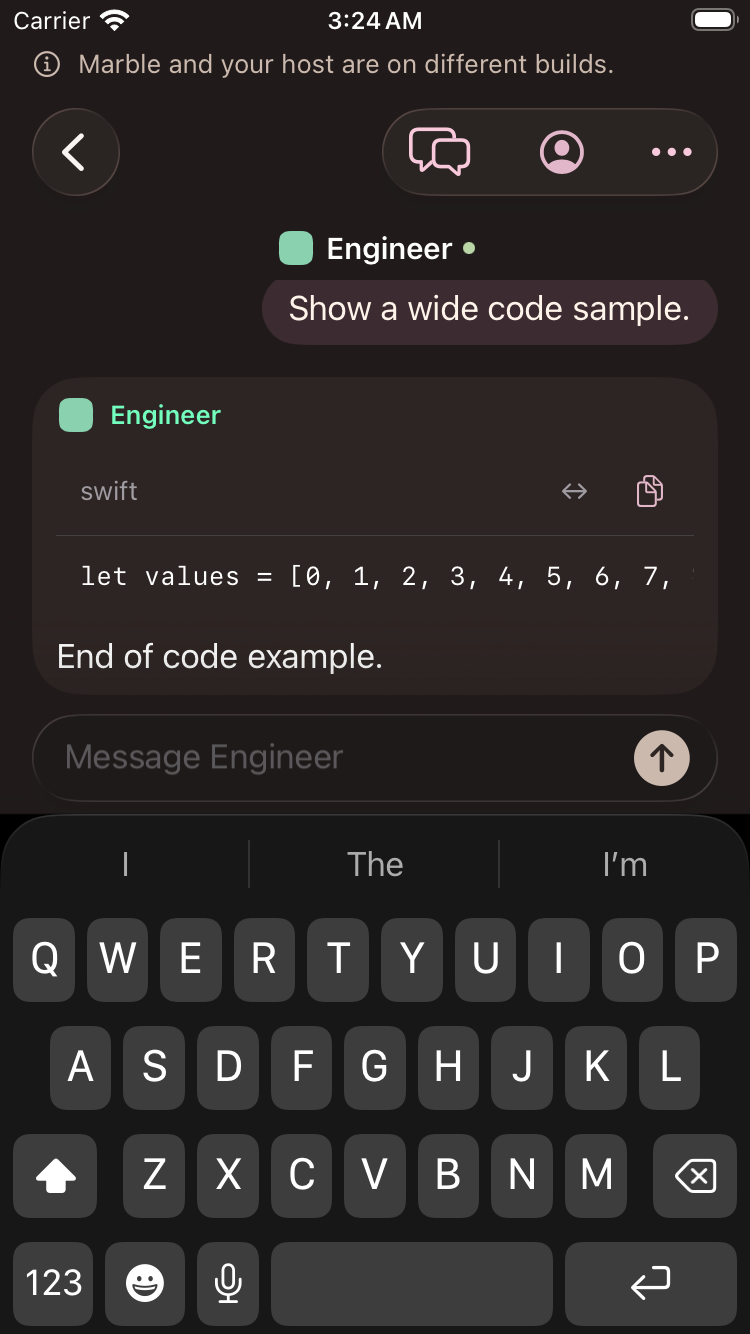 Carrier 3:24 AM
Marble and your host are on different builds.
Engineer
Show a wide code sample.
Engineer
swift
let values = [0, 1, 2, 3, 4, 5, 6, 7,
End of code example.
Message Engineer
I The I'm
Q W E R T Y U I O P
A S D F G H J K L
Z X C V B N M
123